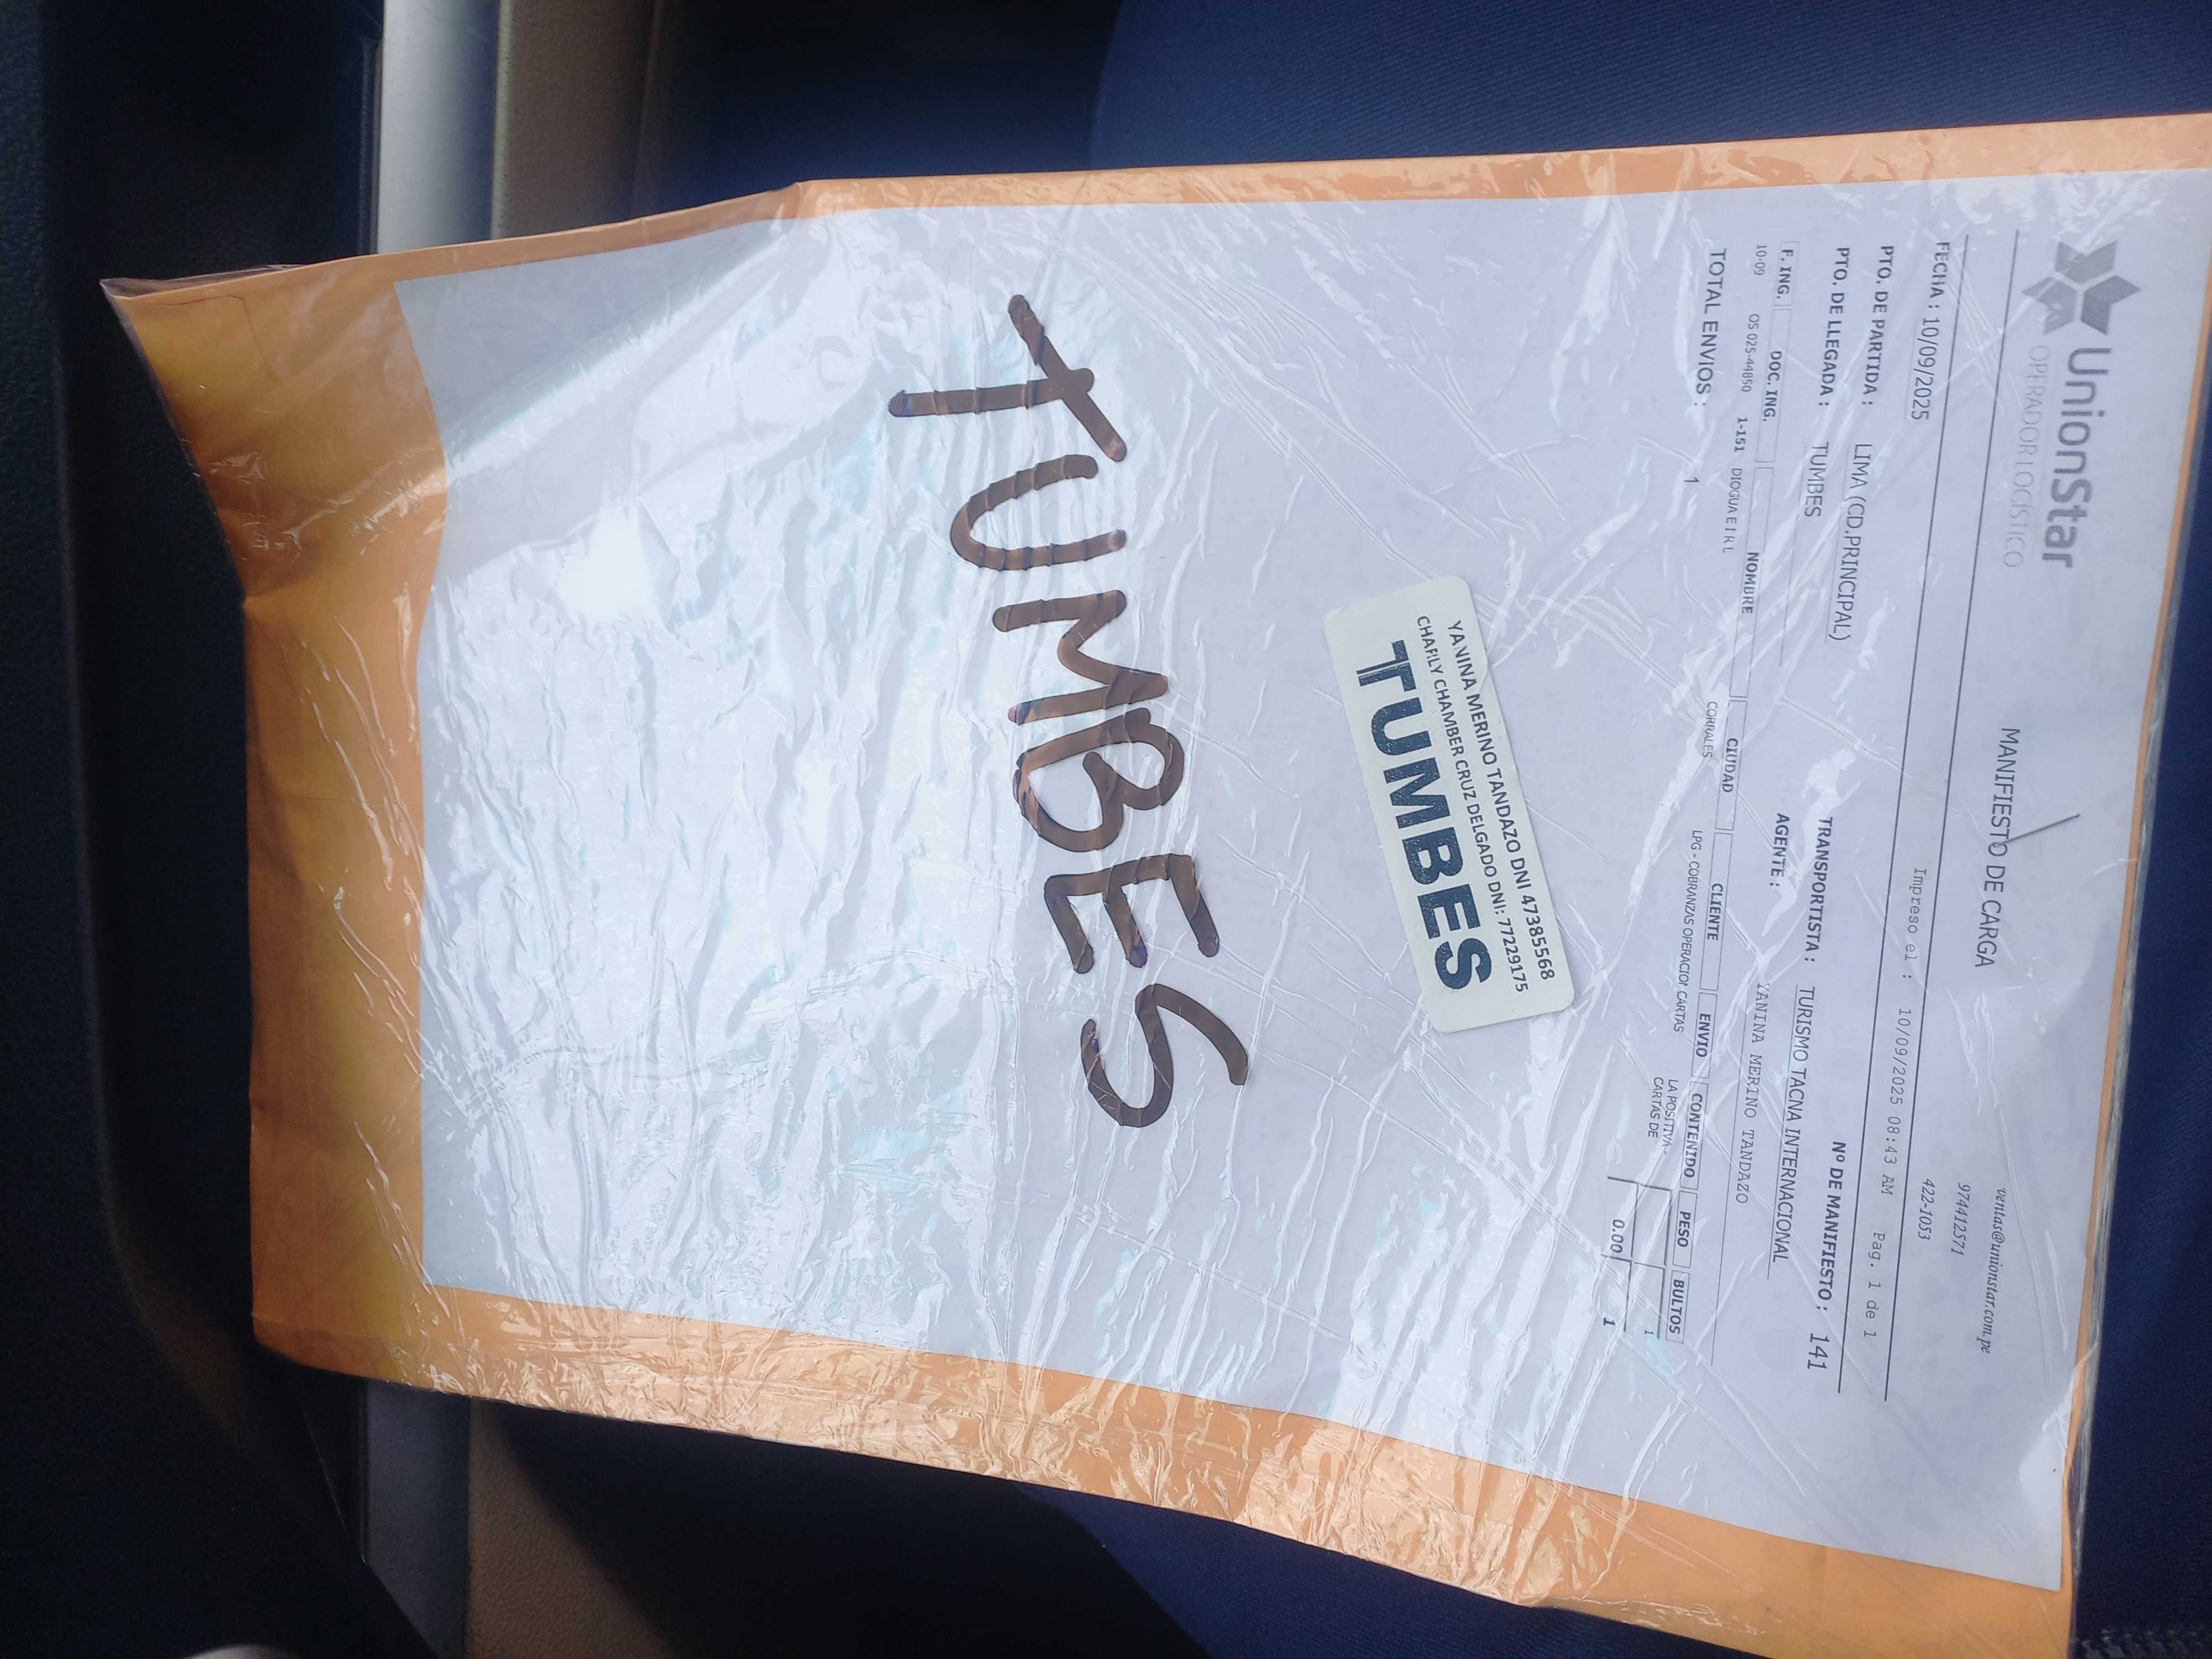 UnionStar
OPERADOR LOGÍSTICO
MANIFIESTO DE CARGA
ventas@unionstar.com.pe
974412571
422-1053
FECHA : 10/09/2025
Impreso el : 10/09/2025 08:43 AM Pag. 1 de 1
Nº DE MANIFIESTO : 141
PTO. DE PARTIDA : LIMA (CD.PRINCIPAL)
TRANSPORTISTA : TURISMO TACNA INTERNACIONAL
PTO. DE LLEGADA : TUMBES
AGENTE : YANINA MERINO TANDAZO
F. ING. DOC. ING. NOMBRE CIUDAD CLIENTE ENVIO CONTENIDO PESO BULTOS
10-09 OS 025-44850 1-151 DIOGUA E I R L CORRALES LPG - COBRANZAS OPERACIOI CARTAS LA POSITIVA- 1
CARTAS DE
TOTAL ENVIOS : 1 0.00 1
YANINA MERINO TANDAZO DNI 47385568
CHARLY CHAMBER CRUZ DELGADO DNI: 77229175
TUMBES
TUMBES